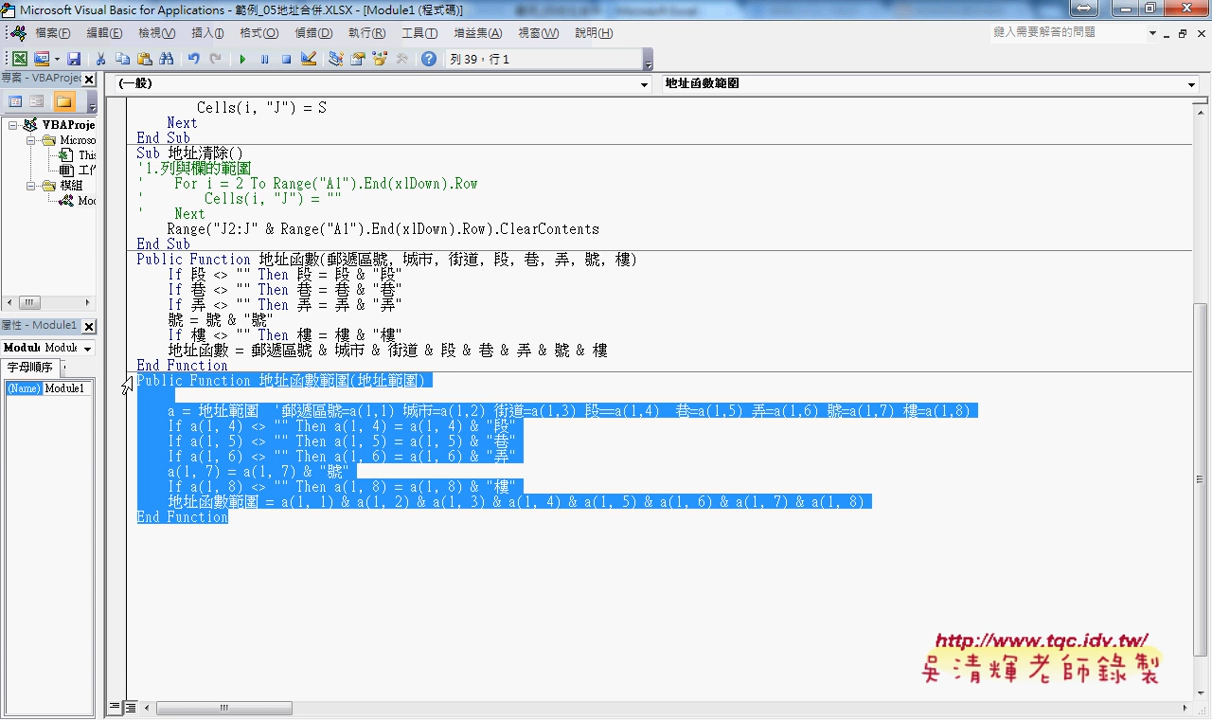 Microsoft Visual Basic for Applications - 範例_05地址合併.XLSX - [Module1 (程式碼)]
檔案(F) 編輯(E) 檢視(V) 插入(I) 格式(O) 偵錯(D) 執行(R) 工具(T) 增益集(A) 視窗(W) 說明(H)
鍵入需要解答的問題
列 39，行 1
專案 - VBAProjec
(一般)
地址函數範圍
VBAProje
Microso
This
工作
模組
Mod
屬性 - Module1
Module Module
字母順序
(Name) Module1
Cells(i, "J") = S
Next
End Sub
Sub 地址清除()
'1.列與欄的範圍
' For i = 2 To Range("A1").End(xlDown).Row
' Cells(i, "J") = ""
' Next
Range("J2:J" & Range("A1").End(xlDown).Row).ClearContents
End Sub
Public Function 地址函數(郵遞區號, 城市, 街道, 段, 巷, 弄, 號, 樓)
If 段 <> "" Then 段 = 段 & "段"
If 巷 <> "" Then 巷 = 巷 & "巷"
If 弄 <> "" Then 弄 = 弄 & "弄"
號 = 號 & "號"
If 樓 <> "" Then 樓 = 樓 & "樓"
地址函數 = 郵遞區號 & 城市 & 街道 & 段 & 巷 & 弄 & 號 & 樓
End Function
Public Function 地址函數範圍(地址範圍)
a = 地址範圍 '郵遞區號=a(1,1) 城市=a(1,2) 街道=a(1,3) 段==a(1,4) 巷=a(1,5) 弄=a(1,6) 號=a(1,7) 樓=a(1,8)
If a(1, 4) <> "" Then a(1, 4) = a(1, 4) & "段"
If a(1, 5) <> "" Then a(1, 5) = a(1, 5) & "巷"
If a(1, 6) <> "" Then a(1, 6) = a(1, 6) & "弄"
a(1, 7) = a(1, 7) & "號"
If a(1, 8) <> "" Then a(1, 8) = a(1, 8) & "樓"
地址函數範圍 = a(1, 1) & a(1, 2) & a(1, 3) & a(1, 4) & a(1, 5) & a(1, 6) & a(1, 7) & a(1, 8)
End Function
http://www.tqc.idv.tw/
吳清輝老師錄製